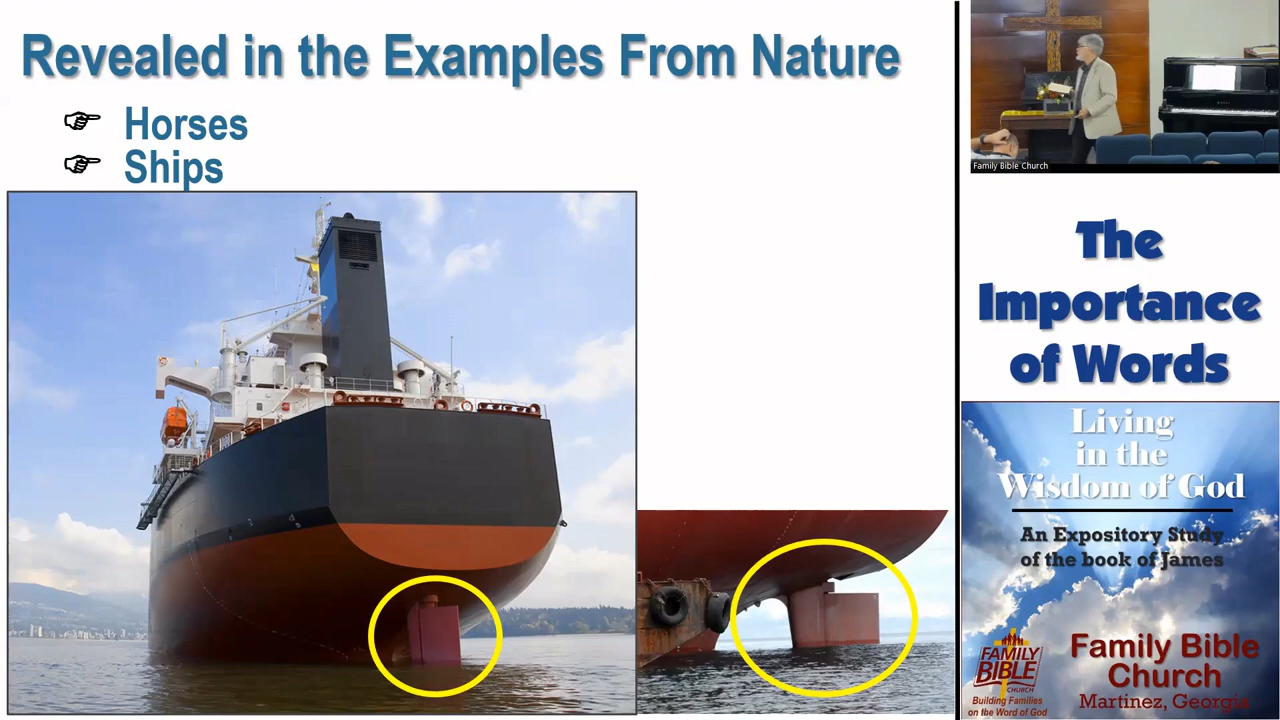 Revealed in the Examples From Nature
Horses
Ships
Family Bible Church
The
Importance
of Words
Living
in the
Wisdom of God
An Expository Study
of the book of James
FAMILY
BIBLE
CHURCH
Building Families
on the Word of God
Family Bible
Church
Martinez, Georgia